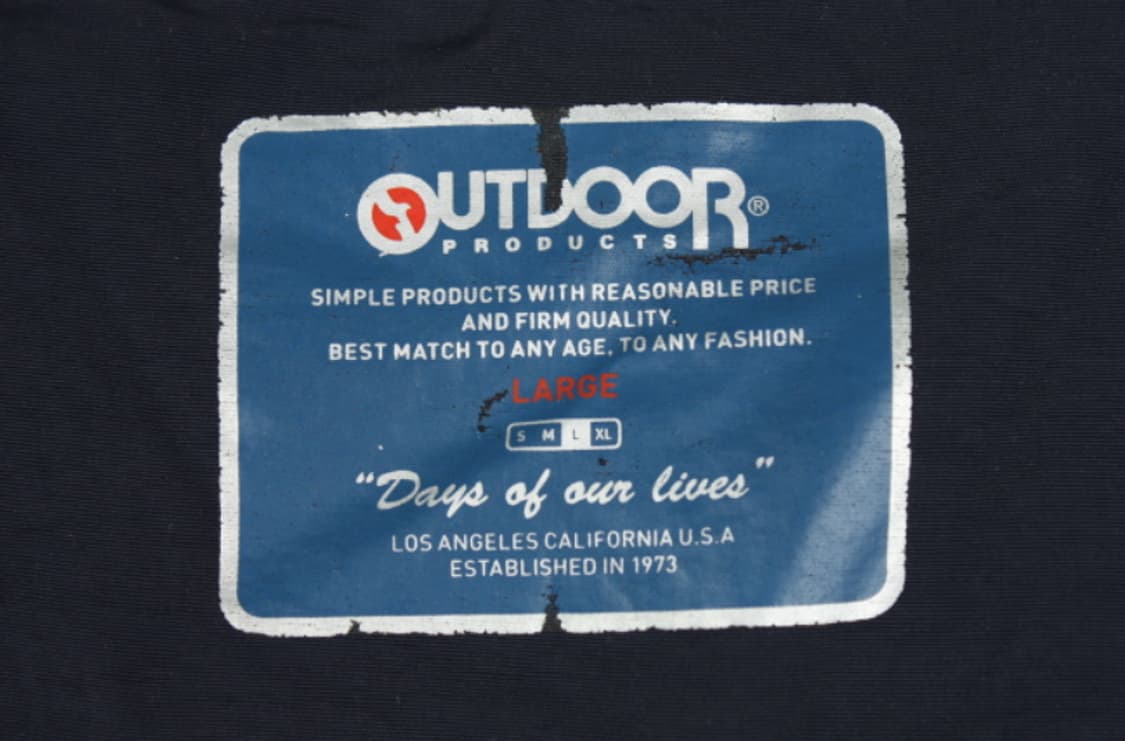 OUTDOOR®
PRODUCTS
SIMPLE PRODUCTS WITH REASONABLE PRICE
AND FIRM QUALITY.
BEST MATCH TO ANY AGE, TO ANY FASHION.
LARGE
S M L XL
"Days of our lives"
LOS ANGELES CALIFORNIA U.S.A
ESTABLISHED IN 1973